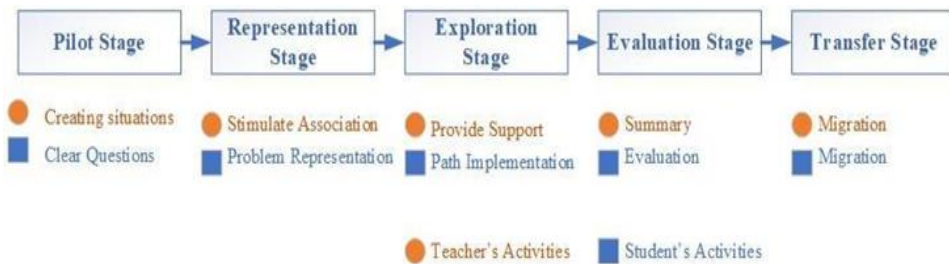 Pilot Stage
Representation
Stage
Exploration
Stage
Evaluation Stage
Transfer Stage
Creating situations
Clear Questions
Stimulate Association
Problem Representation
Provide Support
Path Implementation
Summary
Evaluation
Migration
Migration
Teacher's Activities
Student's Activities